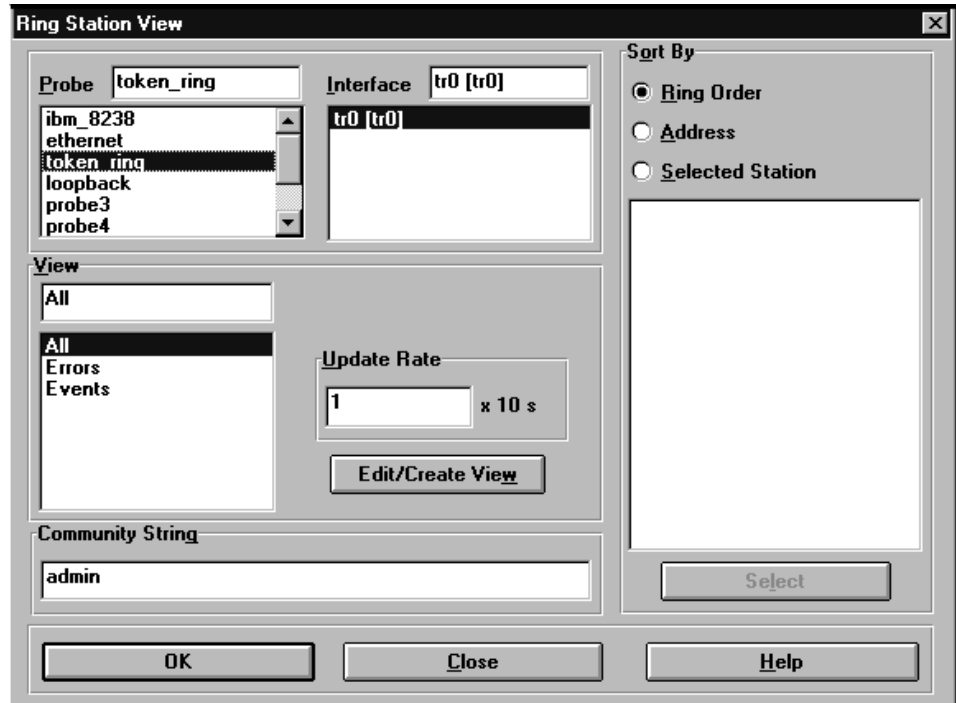 Ring Station View
Probe token_ring
ibm_8238
ethernet
token_ring
loopback
probe3
probe4
Interface tr0 [tr0]
tr0 [tr0]
Sort By
Ring Order
Address
Selected Station
Select
View
All
All
Errors
Events
Update Rate
1 x 10 s
Edit/Create View
Community String
admin
OK Close Help